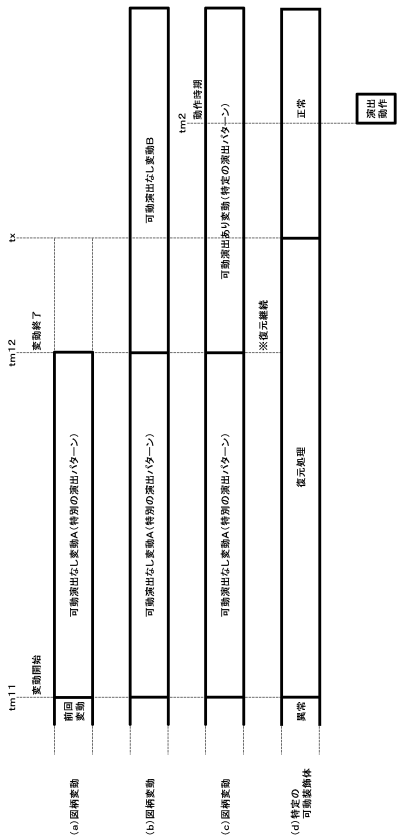 tm11
変動開始
tm12
変動終了
tx
tm2
動作時期
(a)図柄変動
前回
変動
可動演出なし変動A(特別の演出パターン)
(b)図柄変動
可動演出なし変動A(特別の演出パターン)
可動演出なし変動B
(c)図柄変動
可動演出なし変動A(特別の演出パターン)
可動演出あり変動(特定の演出パターン)
※復元継続
(d)特定の
可動装飾体
異常
復元処理
正常
演出
動作